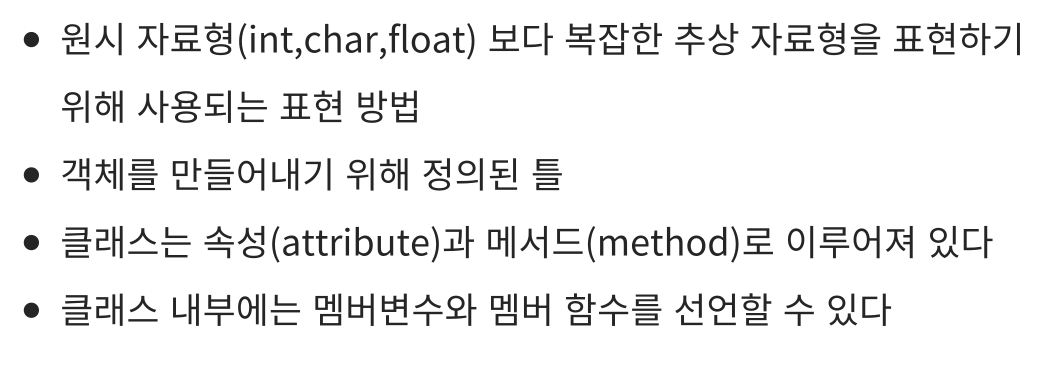 • 원시 자료형(int,char,float) 보다 복잡한 추상 자료형을 표현하기
위해 사용되는 표현 방법
• 객체를 만들어내기 위해 정의된 틀
• 클래스는 속성(attribute)과 메서드(method)로 이루어져 있다
• 클래스 내부에는 멤버변수와 멤버 함수를 선언할 수 있다